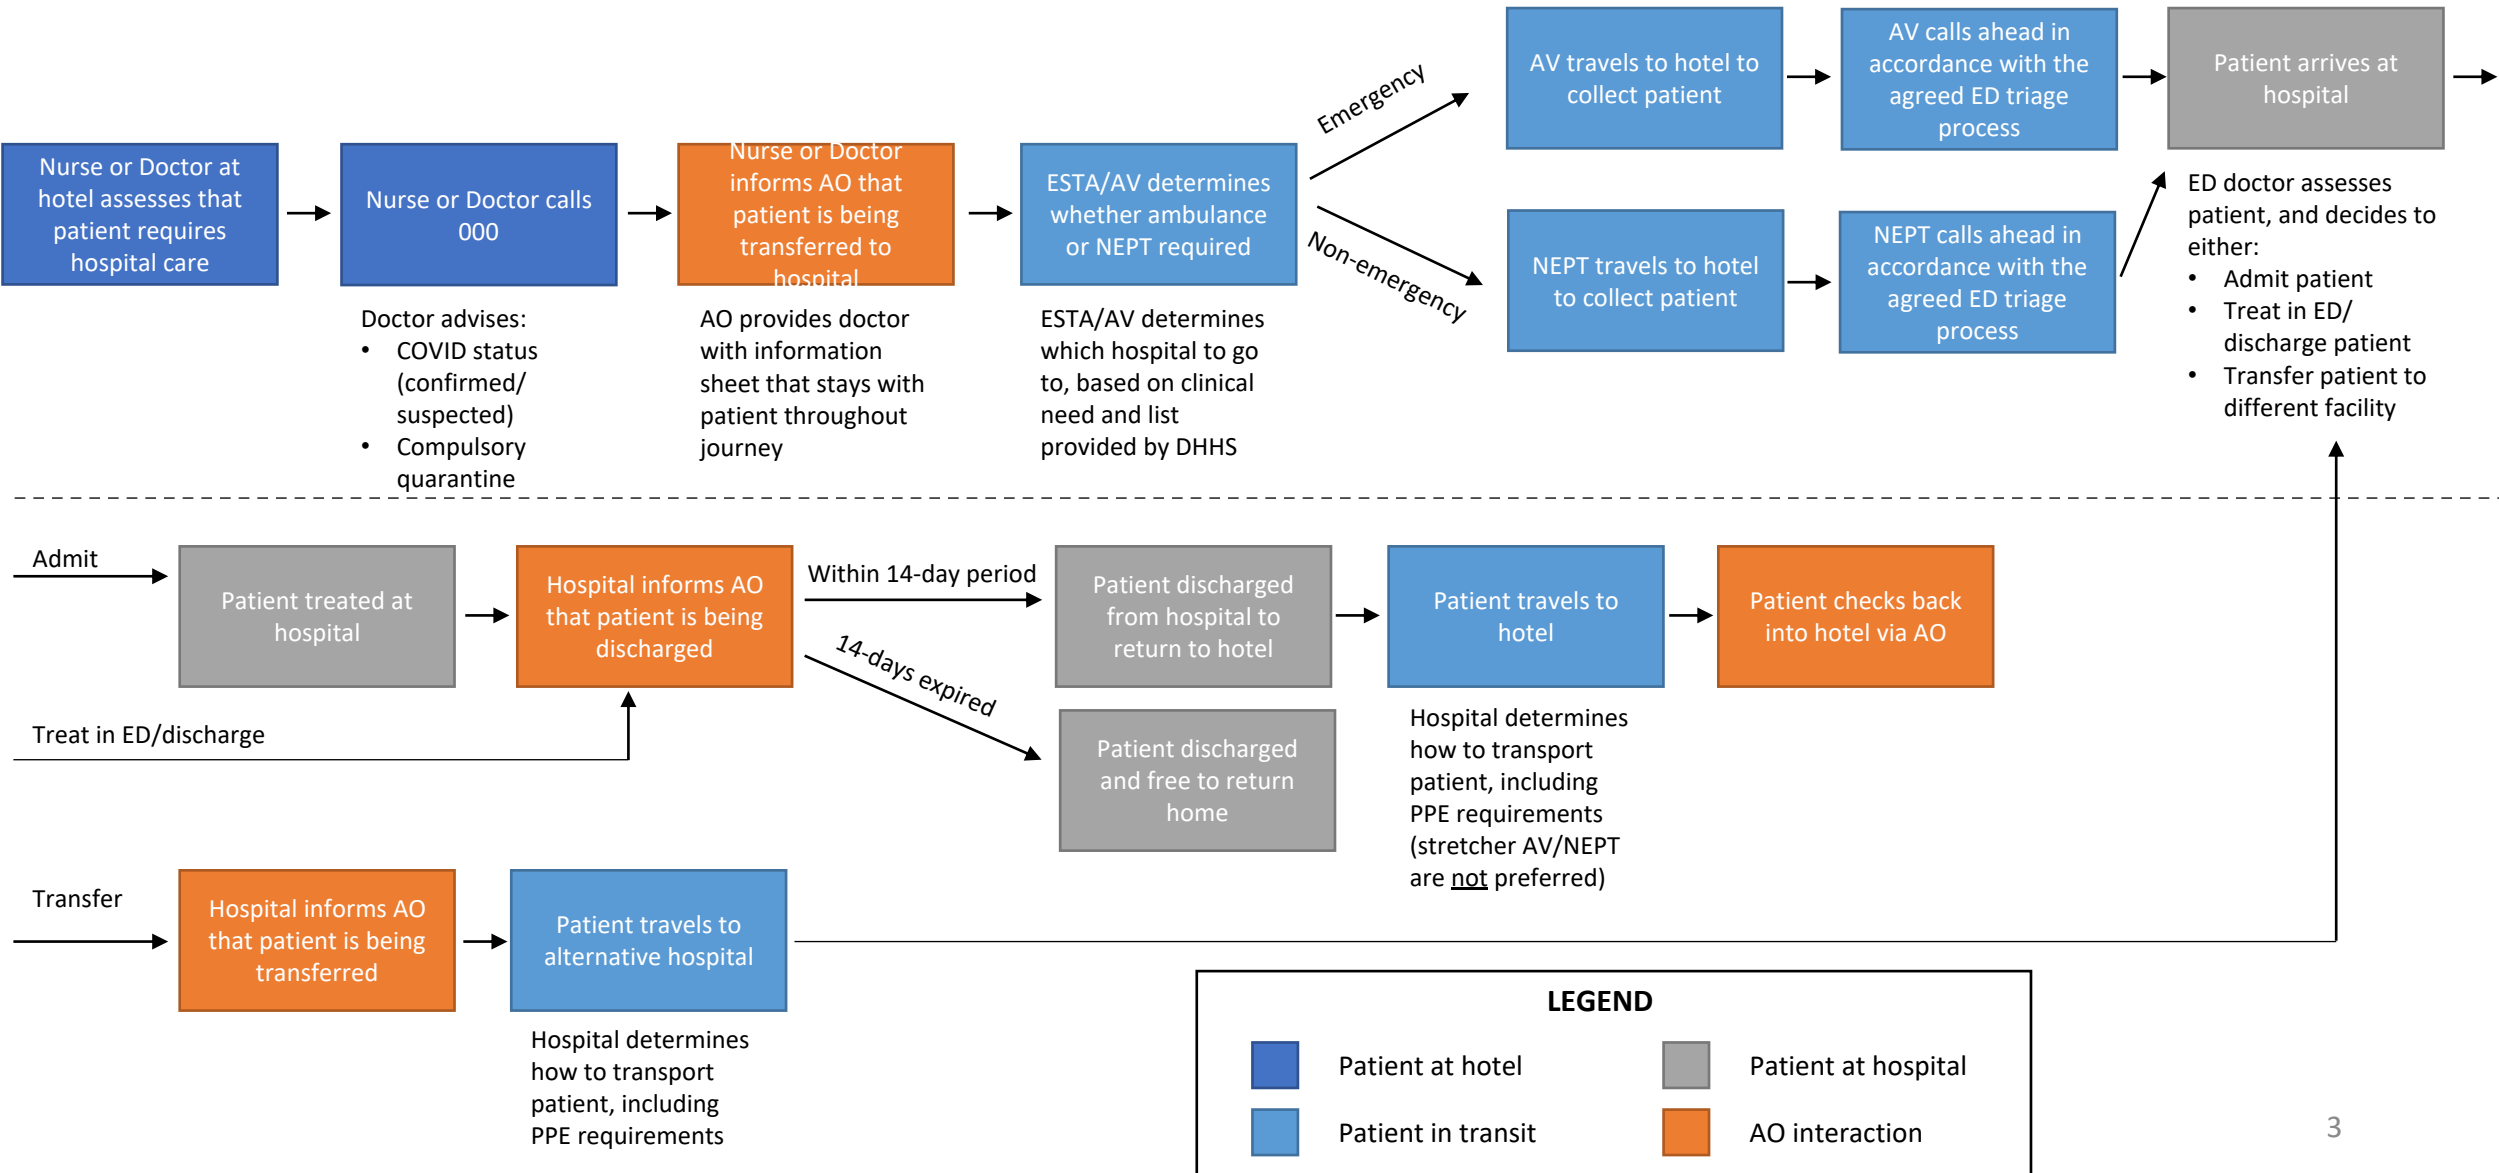 Nurse or Doctor at
hotel assesses that
patient requires
hospital care
Nurse or Doctor calls
000
Doctor advises:
• COVID status
(confirmed/
suspected)
• Compulsory
quarantine
Nurse or Doctor
informs AO that
patient is being
transferred to
hospital
AO provides doctor
with information
sheet that stays with
patient throughout
journey
ESTA/AV determines
whether ambulance
or NEPT required
ESTA/AV determines
which hospital to go
to, based on clinical
need and list
provided by DHHS
Emergency
Non-emergency
AV travels to hotel to
collect patient
AV calls ahead in
accordance with the
agreed ED triage
process
NEPT travels to hotel
to collect patient
NEPT calls ahead in
accordance with the
agreed ED triage
process
Patient arrives at
hospital
ED doctor assesses
patient, and decides to
either:
• Admit patient
• Treat in ED/
discharge patient
• Transfer patient to
different facility
Admit
Patient treated at
hospital
Treat in ED/discharge
Hospital informs AO
that patient is being
discharged
Within 14-day period
14-days expired
Patient discharged
from hospital to
return to hotel
Patient discharged
and free to return
home
Patient travels to
hotel
Hospital determines
how to transport
patient, including
PPE requirements
(stretcher AV/NEPT
are not preferred)
Patient checks back
into hotel via AO
Transfer
Hospital informs AO
that patient is being
transferred
Patient travels to
alternative hospital
Hospital determines
how to transport
patient, including
PPE requirements
LEGEND
Patient at hotel
Patient at hospital
Patient in transit
AO interaction
3